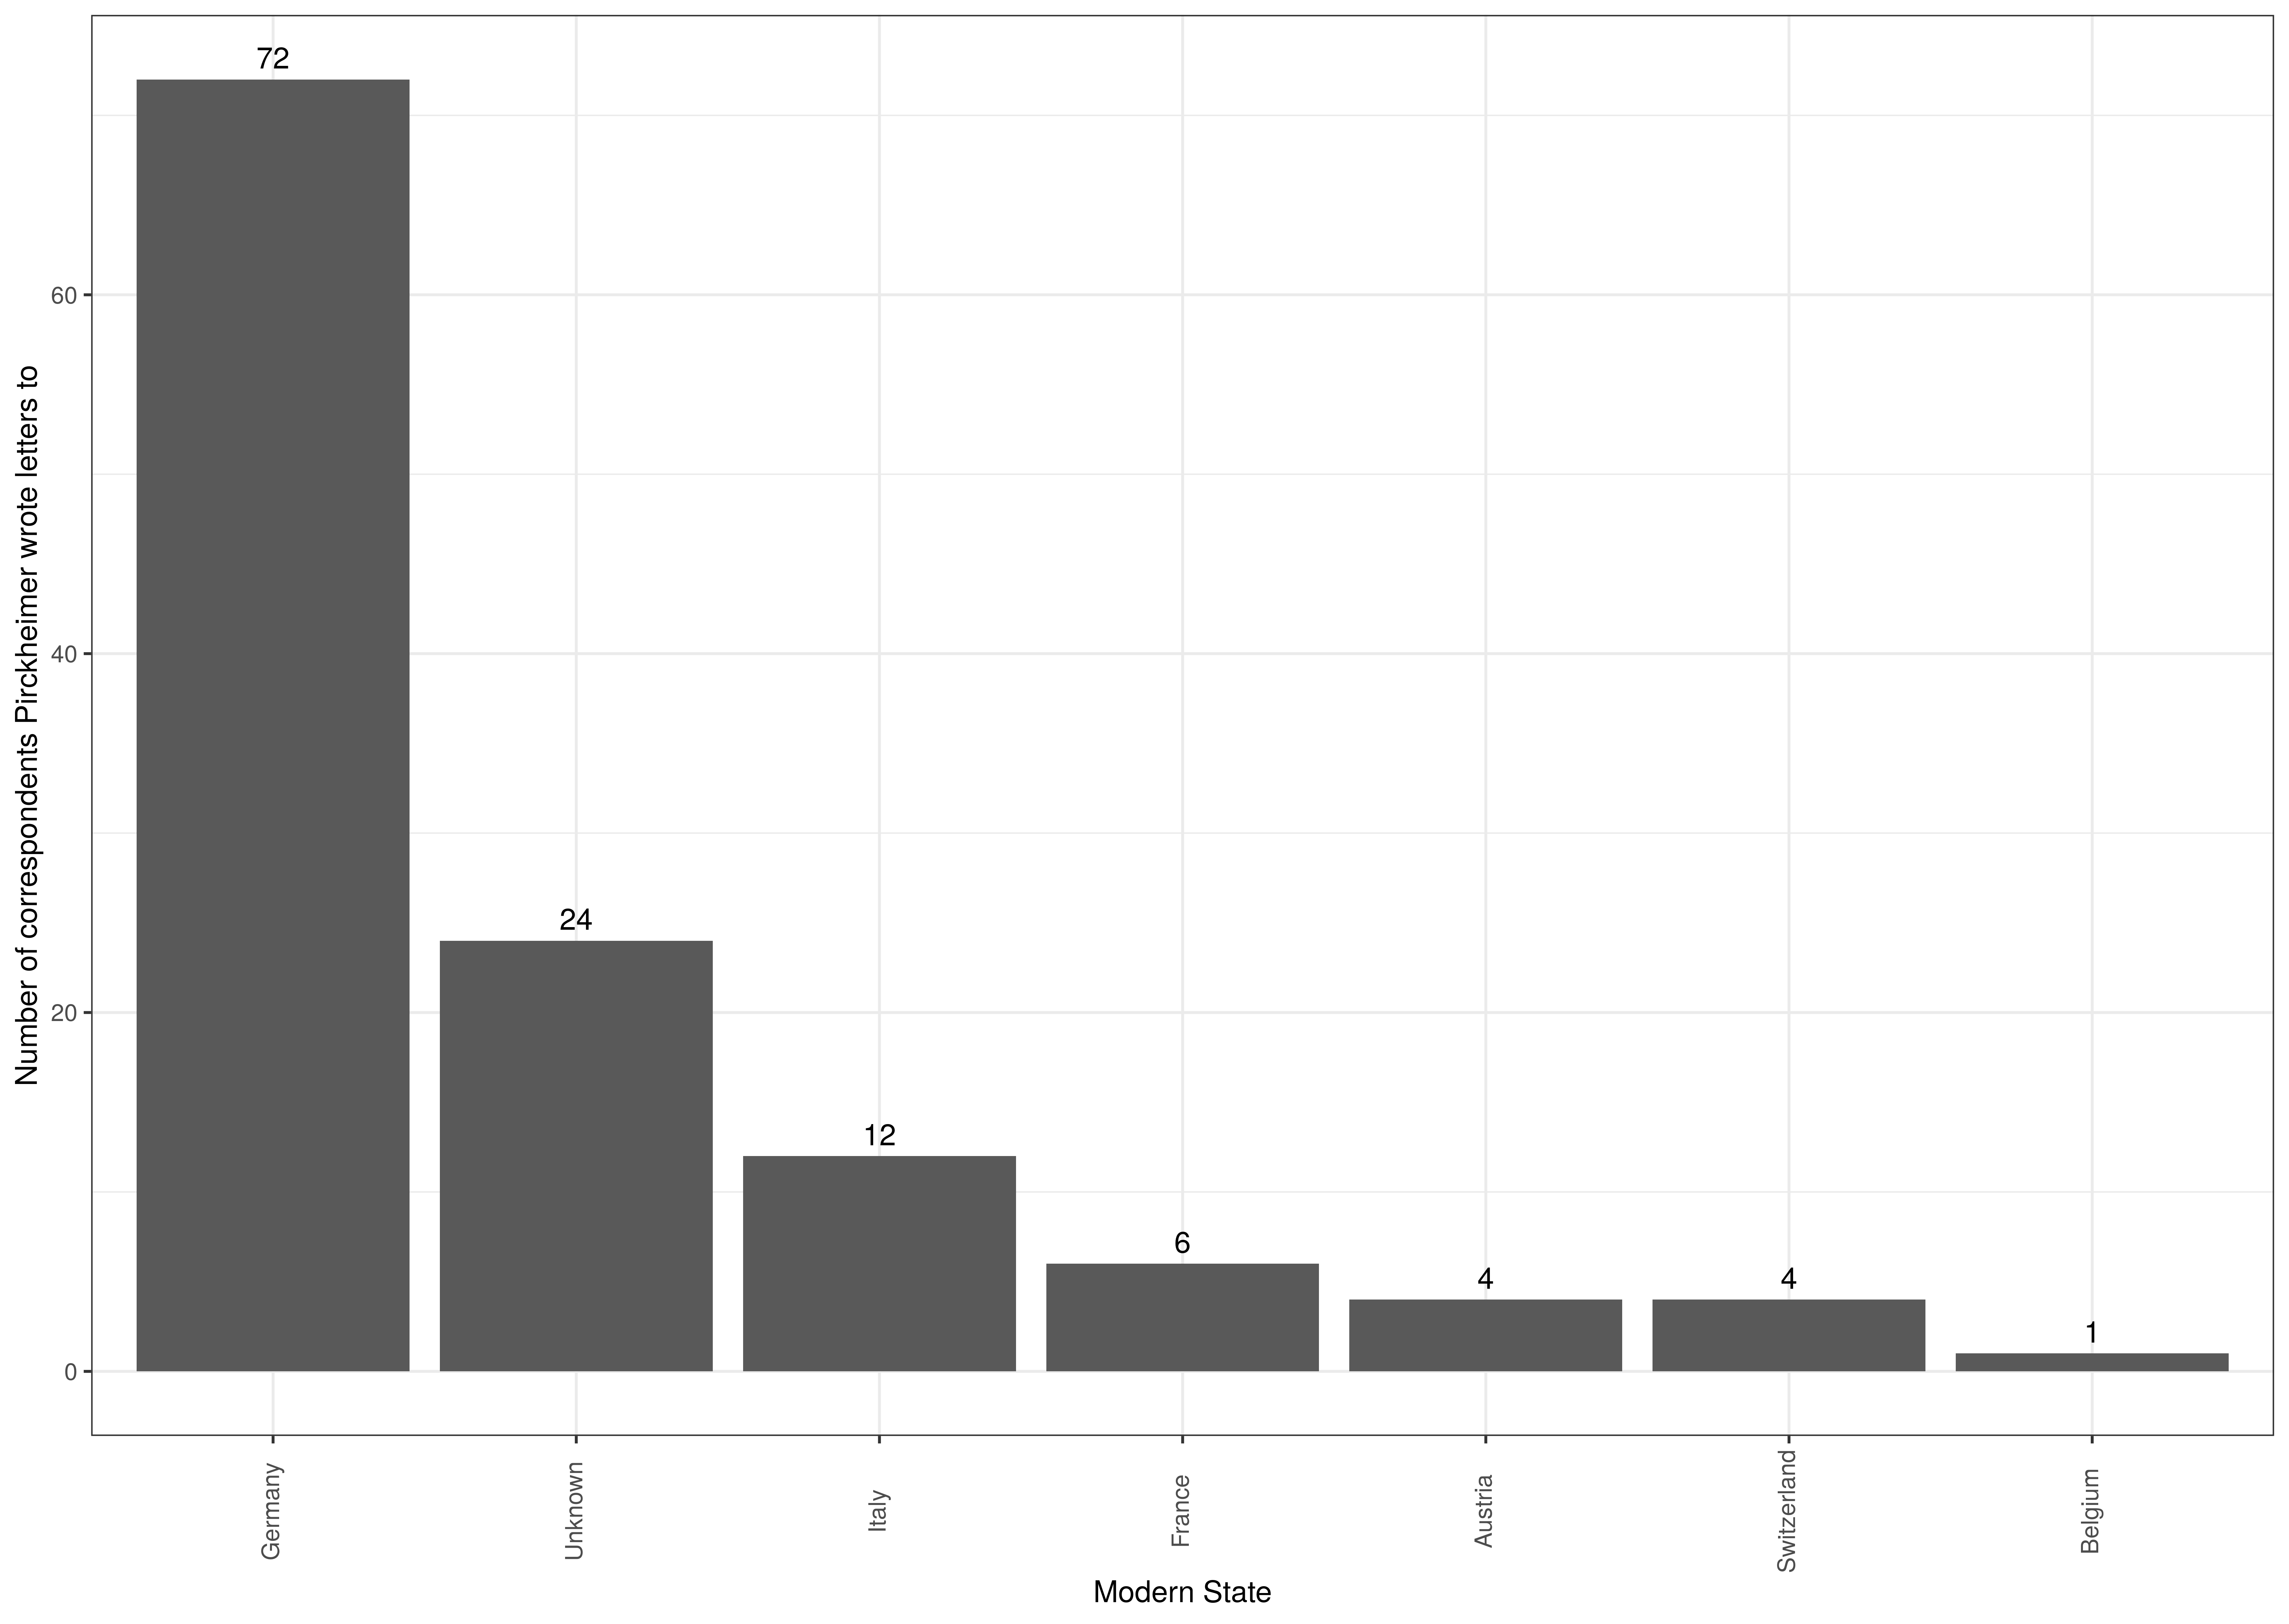 Number of correspondents Pirckheimer wrote letters to
60
40
20
0
72
24
12
6
4
4
1
Germany
Unknown
Italy
France
Austria
Switzerland
Belgium
Modern State